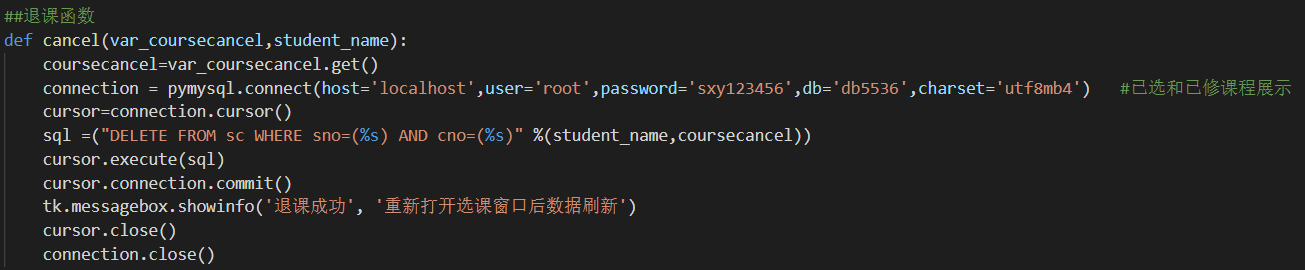 ##退课函数
def cancel(var_coursecancel,student_name):
    coursecancel=var_coursecancel.get()
    connection = pymysql.connect(host='localhost',user='root',password='sxy123456',db='db5536',charset='utf8mb4')   #已选和已修课程展示
    cursor=connection.cursor()
    sql =("DELETE FROM sc WHERE sno=(%s) AND cno=(%s)" %(student_name,coursecancel))
    cursor.execute(sql)
    cursor.connection.commit()
    tk.messagebox.showinfo('退课成功', '重新打开选课窗口后数据刷新')
    cursor.close()
    connection.close()